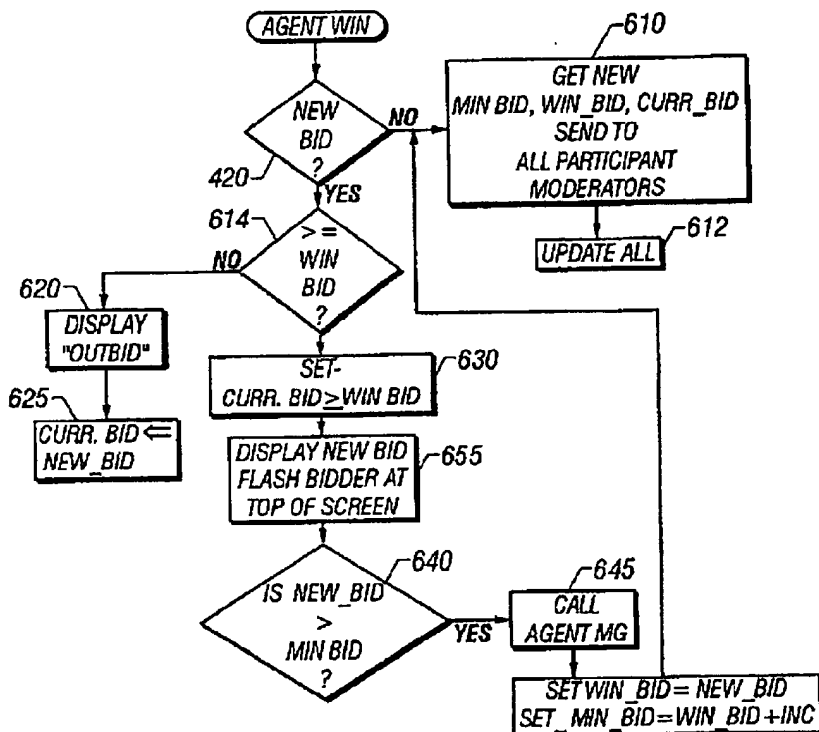 AGENT WIN
610
GET NEW
MIN BID, WIN_BID, CURR_BID
SEND TO
ALL PARTICIPANT
MODERATORS
NEW
BID
?
NO
420
YES
612
UPDATE ALL
614
> =
WIN
BID
?
NO
620
DISPLAY
"OUTBID"
625
CURR. BID ⇐
NEW_BID
630
SET-
CURR. BID ≥ WIN BID
655
DISPLAY NEW BID
FLASH BIDDER AT
TOP OF SCREEN
640
IS NEW_BID
>
MIN BID
?
YES
645
CALL
AGENT MG
SET WIN_BID = NEW_BID
SET_MIN_BID = WIN_BID + INC